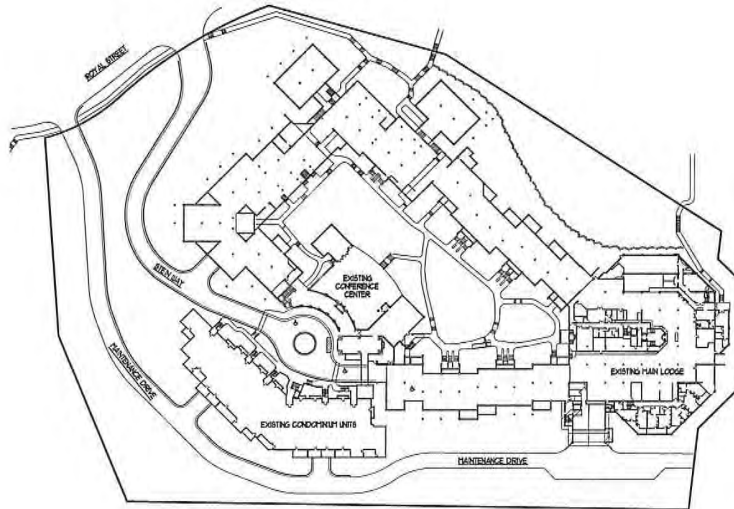 ROYAL STREET
STEIN WAY
EXISTING
CONFERENCE
CENTER
MAINTENANCE DRIVE
EXISTING MAIN LODGE
EXISTING CONDOMINIUM UNITS
MAINTENANCE DRIVE